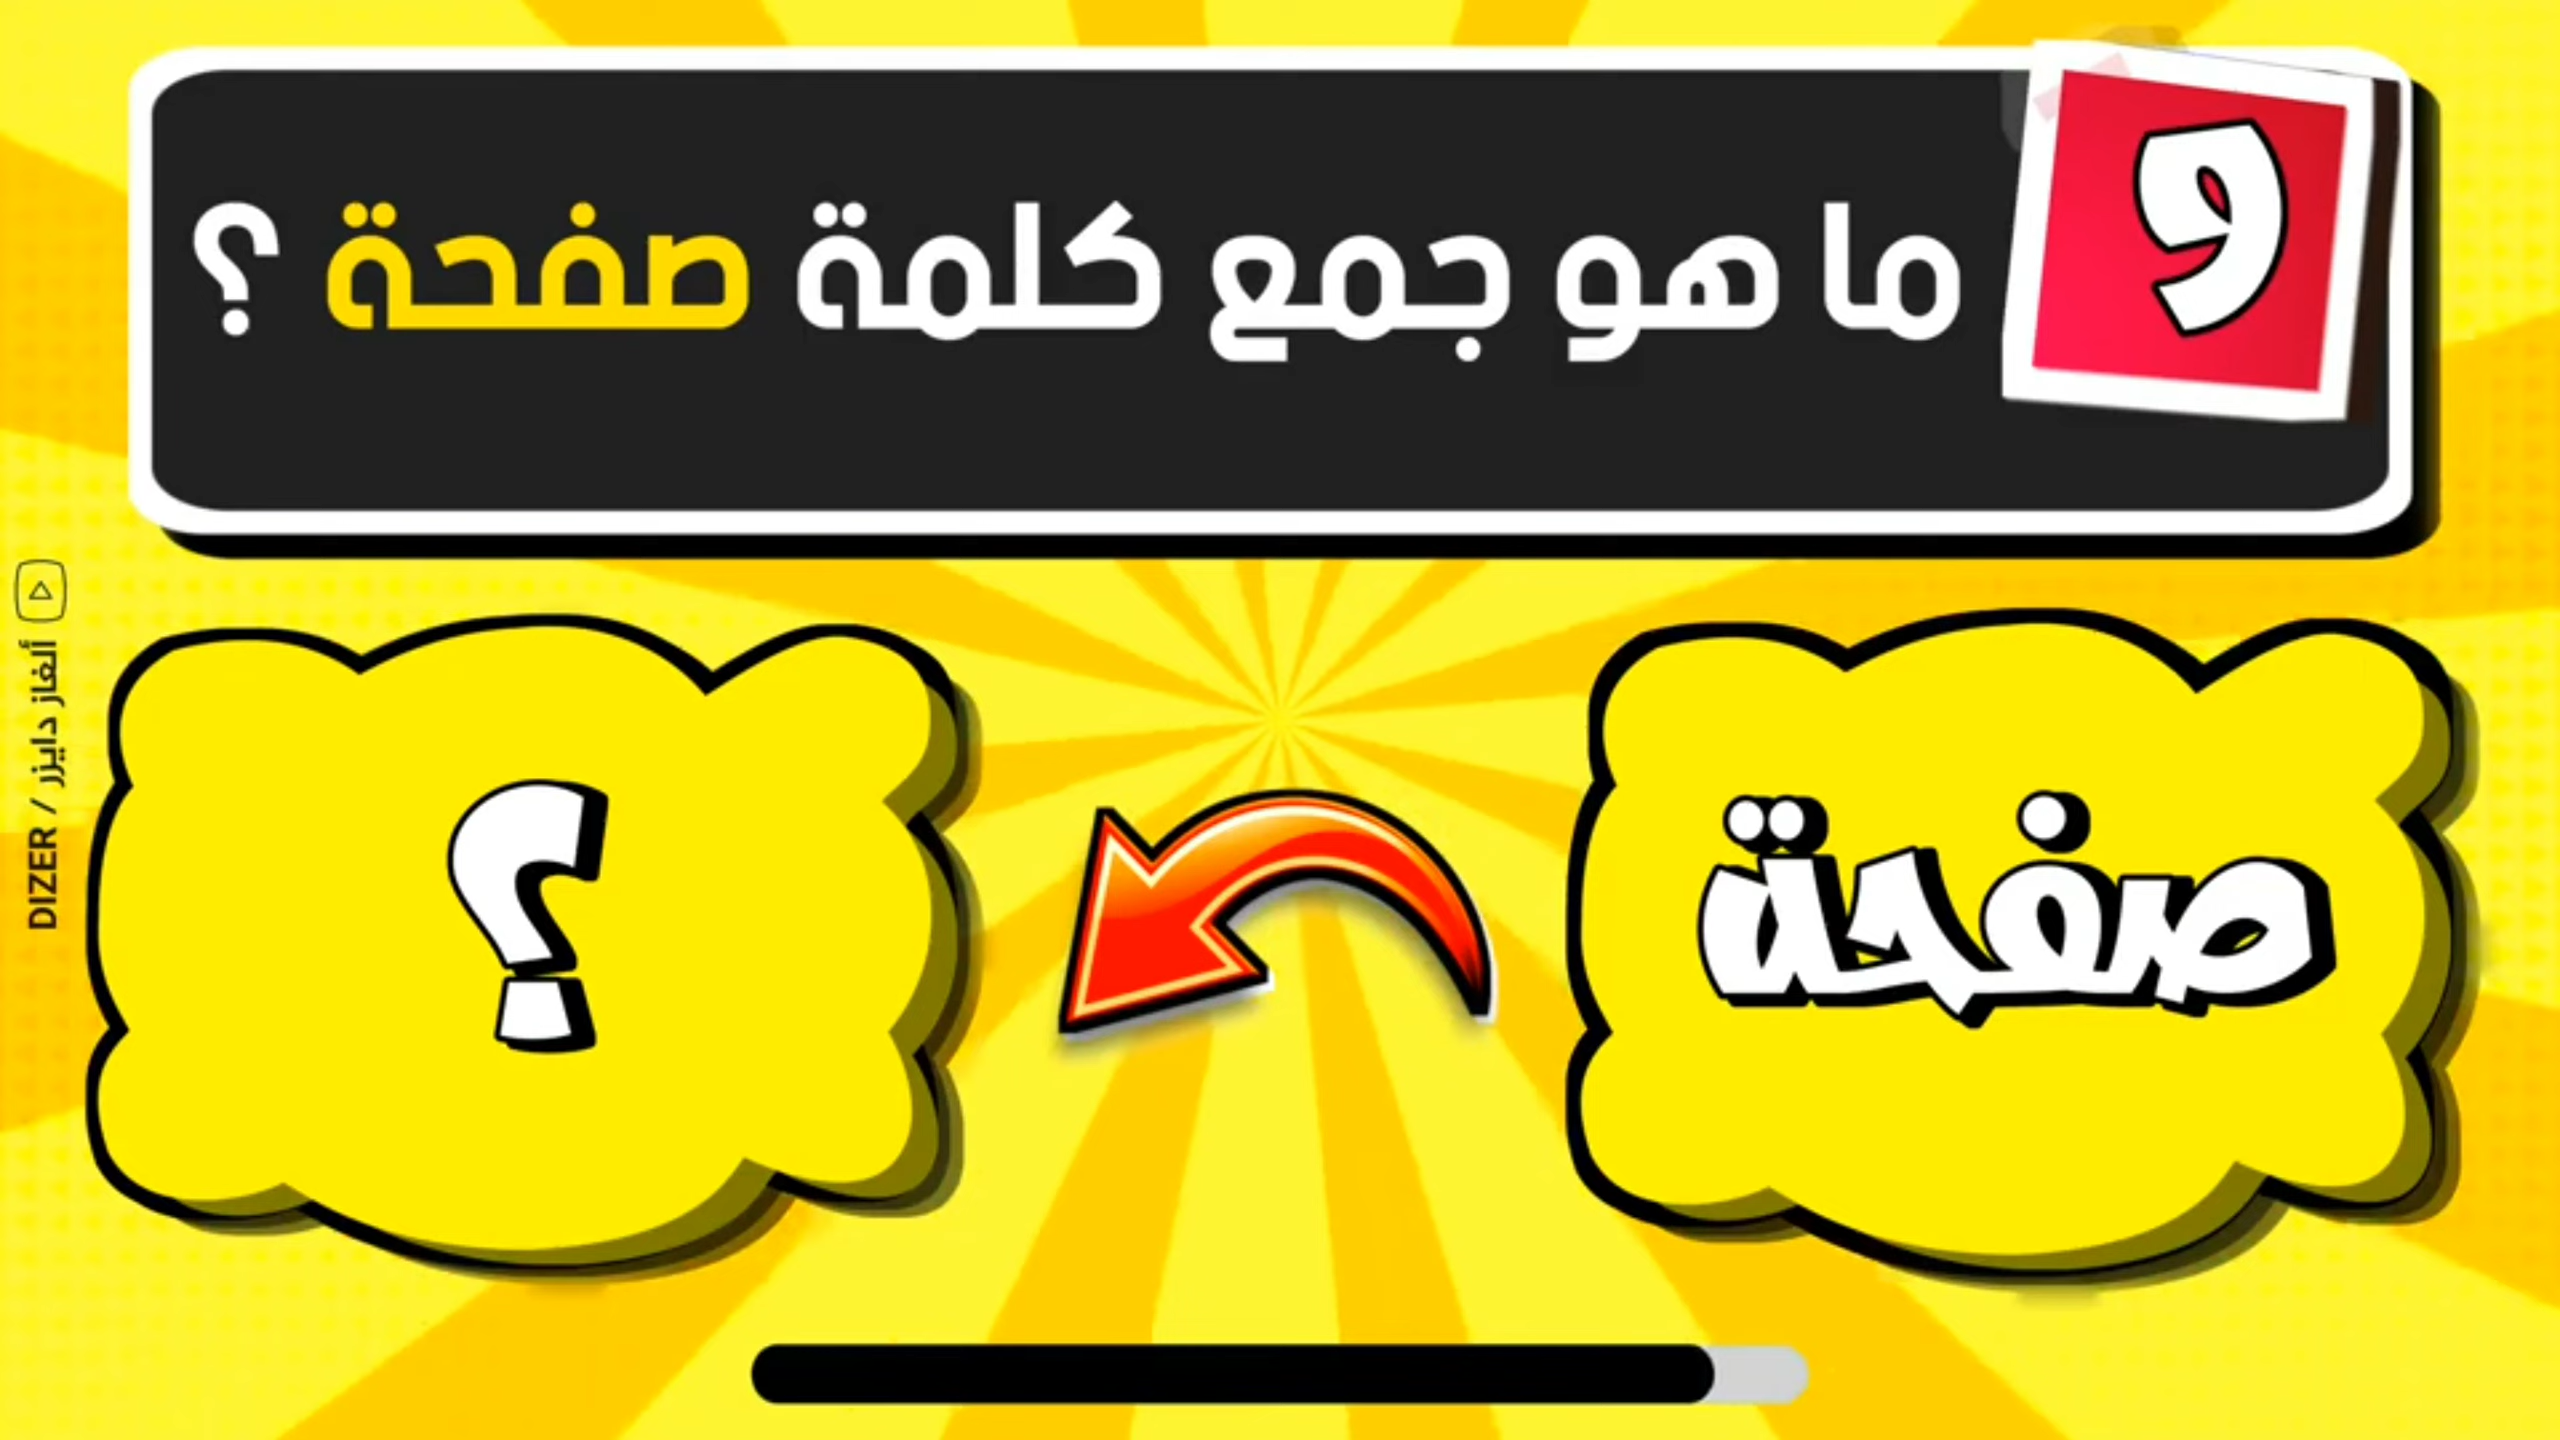 9
ما هو جمع كلمة صفحة ؟
صفحة
؟
ألغاز دايزر / DIZER